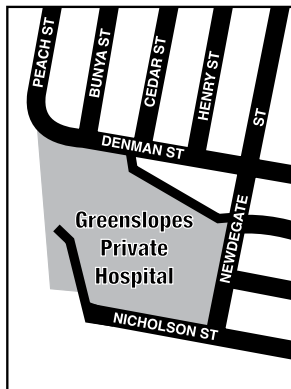 PEACH ST
BUNYA ST
CEDAR ST
HENRY ST
ST
DENMAN ST
NEWDEGATE
Greenslopes
Private
Hospital
NICHOLSON ST